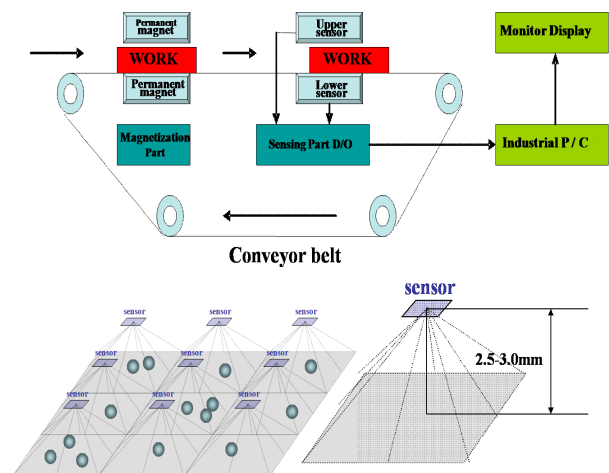 Permanent
magnet
WORK
Permanent
magnet
Magnetization
Part
Upper
sensor
WORK
Lower
sensor
Sensing Part D/O
Monitor Display
Industrial P / C
Conveyor belt
sensor
sensor
sensor
sensor
sensor
sensor
sensor
sensor
sensor
sensor
2.5-3.0mm